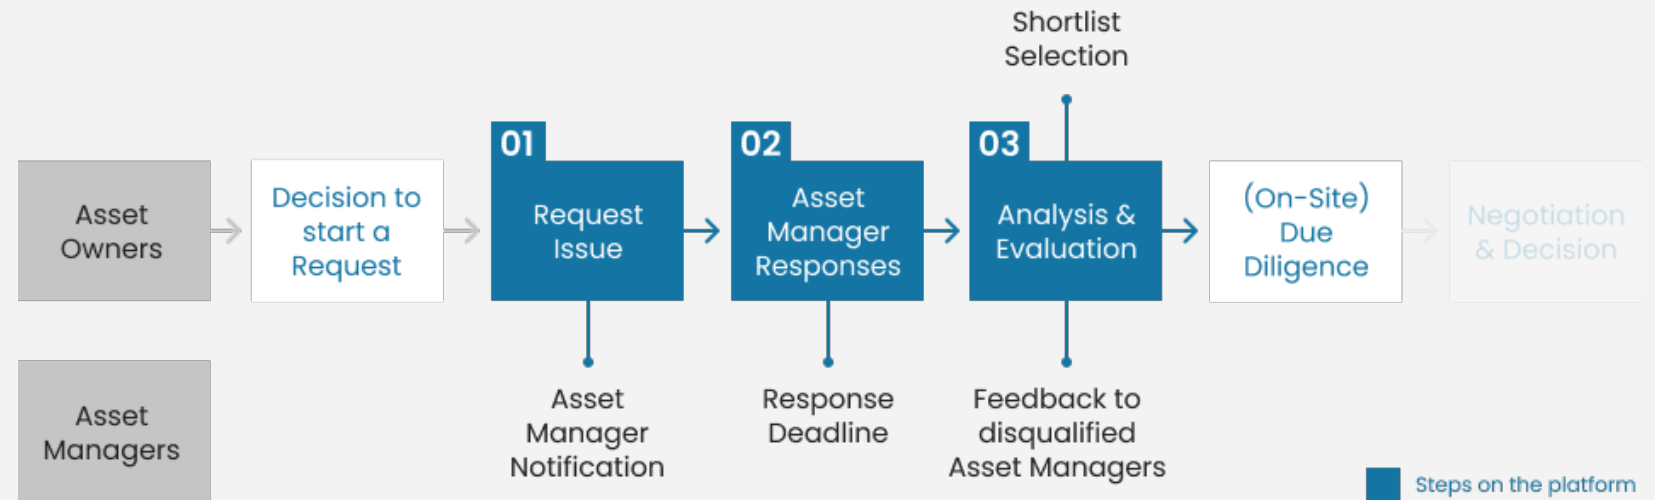 Shortlist
Selection
01
02
03
Asset
Owners
Decision to
start a
Request
Request
Issue
Asset
Manager
Responses
Analysis &
Evaluation
(On-Site)
Due
Diligence
Negotiation
& Decision
Asset
Managers
Asset
Manager
Notification
Response
Deadline
Feedback to
disqualified
Asset Managers
Steps on the platform